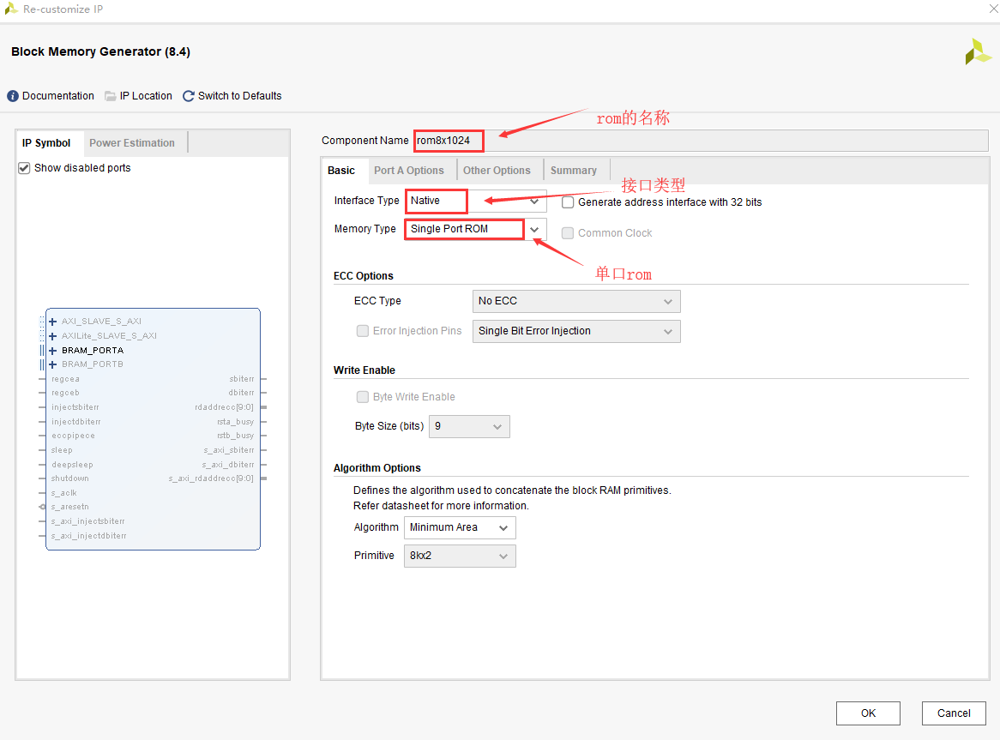 Re-customize IP
Block Memory Generator (8.4)
Documentation IP Location Switch to Defaults
IP Symbol Power Estimation
Show disabled ports
AXI_SLAVE_S_AXI
AXILite_SLAVE_S_AXI
BRAM_PORTA
BRAM_PORTB
regcea sbiterr
regceb dbiterr
injectsbiterr rdaddrecc[9:0]
injectdbiterr rsta_busy
eccpipece rstb_busy
sleep s_axi_sbiterr
deepsleep s_axi_dbiterr
shutdown s_axi_rdaddrecc[9:0]
s_aclk
s_aresetn
s_axi_injectsbiterr
s_axi_injectdbiterr
rom的名称
Component Name rom8x1024
Basic Port A Options Other Options Summary
接口类型
Interface Type Native Generate address interface with 32 bits
Memory Type Single Port ROM Common Clock
单口rom
ECC Options
ECC Type No ECC
Error Injection Pins Single Bit Error Injection
Write Enable
Byte Write Enable
Byte Size (bits) 9
Algorithm Options
Defines the algorithm used to concatenate the block RAM primitives.
Refer datasheet for more information.
Algorithm Minimum Area
Primitive 8kx2
OK Cancel